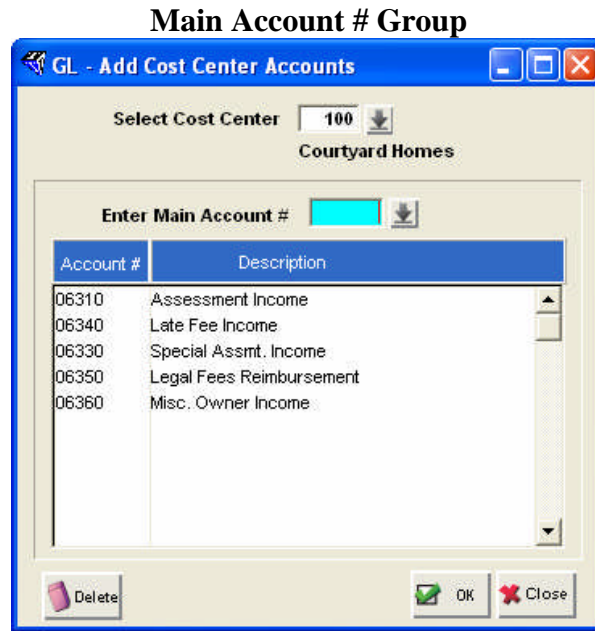 Main Account # Group
GL - Add Cost Center Accounts
Select Cost Center 100
Courtyard Homes
Enter Main Account #
Account # Description
06310 Assessment Income
06340 Late Fee Income
06330 Special Assmt. Income
06350 Legal Fees Reimbursement
06360 Misc. Owner Income
Delete OK Close